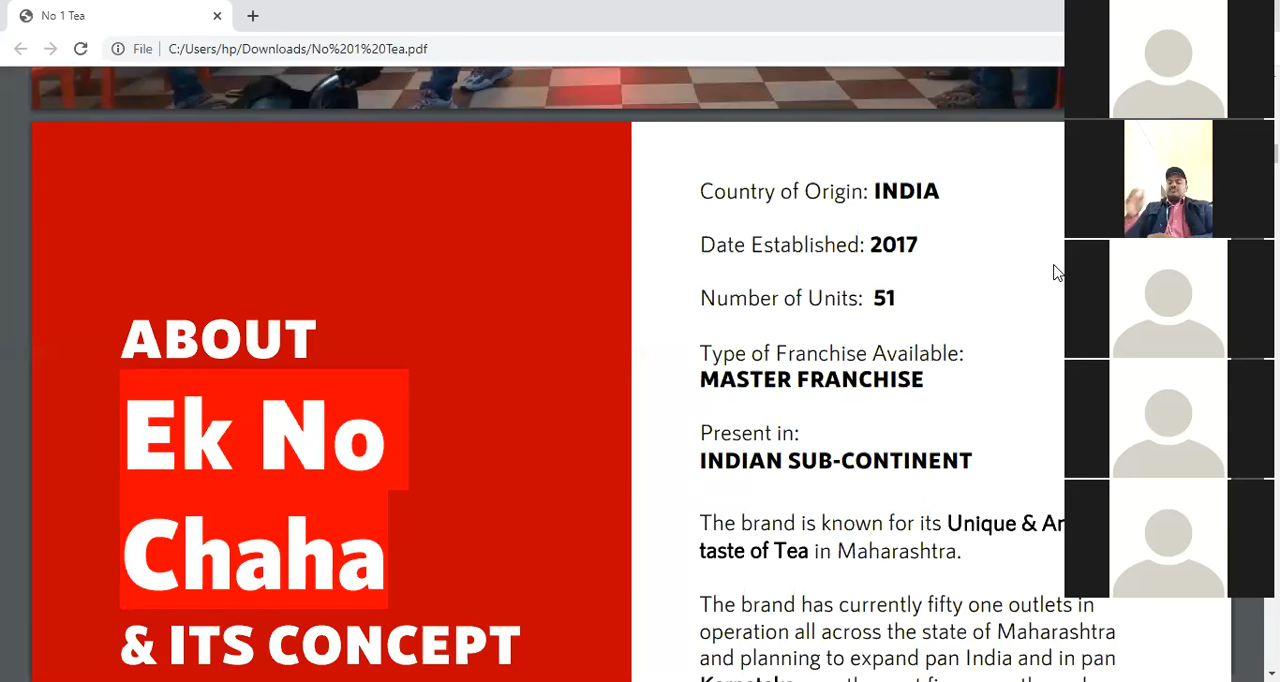 No 1 Tea
File C:/Users/hp/Downloads/No%201%20Tea.pdf
ABOUT
Ek No
Chaha
& ITS CONCEPT
Country of Origin: INDIA
Date Established: 2017
Number of Units: 51
Type of Franchise Available:
MASTER FRANCHISE
Present in:
INDIAN SUB-CONTINENT
The brand is known for its Unique &
taste of Tea in Maharashtra.
The brand has currently fifty one outlets in
operation all across the state of Maharashtra
and planning to expand pan India and in pan